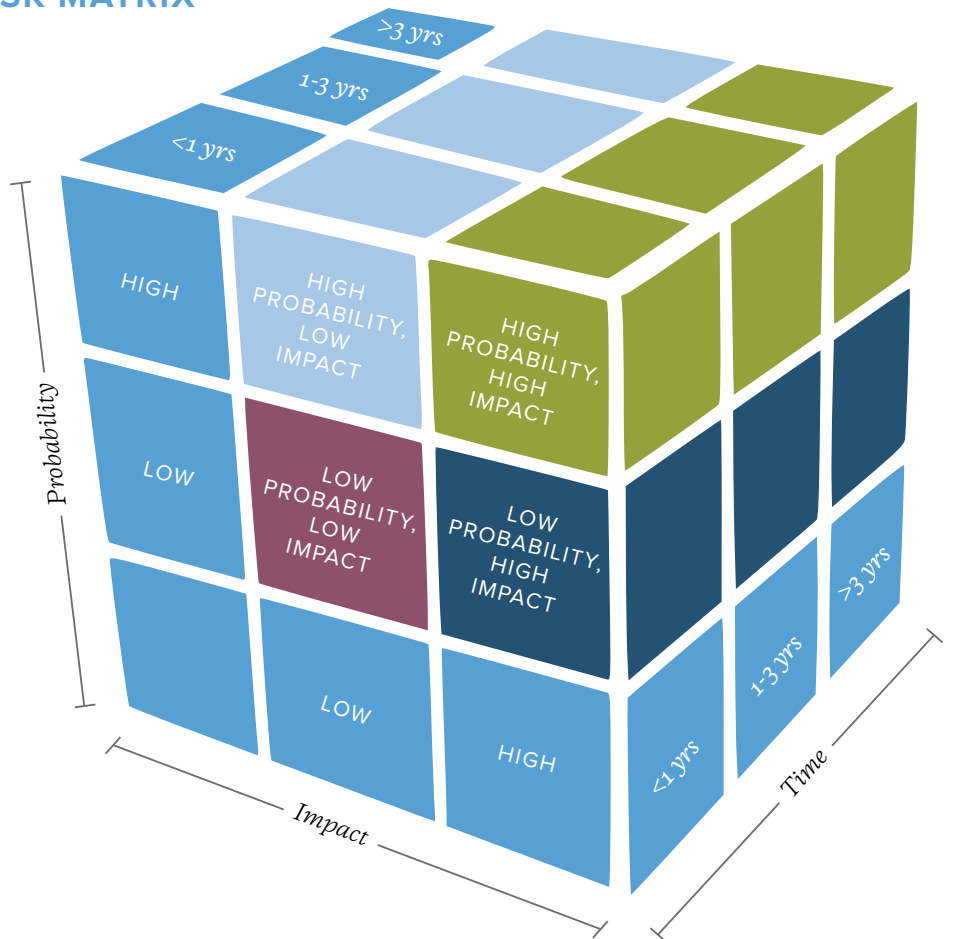 SK MATRIX
>3 yrs
1-3 yrs
<1 yrs
HIGH
HIGH
PROBABILITY,
LOW
IMPACT
HIGH
PROBABILITY,
HIGH
IMPACT
Probability
LOW
LOW
PROBABILITY,
LOW
IMPACT
LOW
PROBABILITY,
HIGH
IMPACT
LOW
HIGH
<1 yrs
1-3 yrs
>3 yrs
Impact
Time